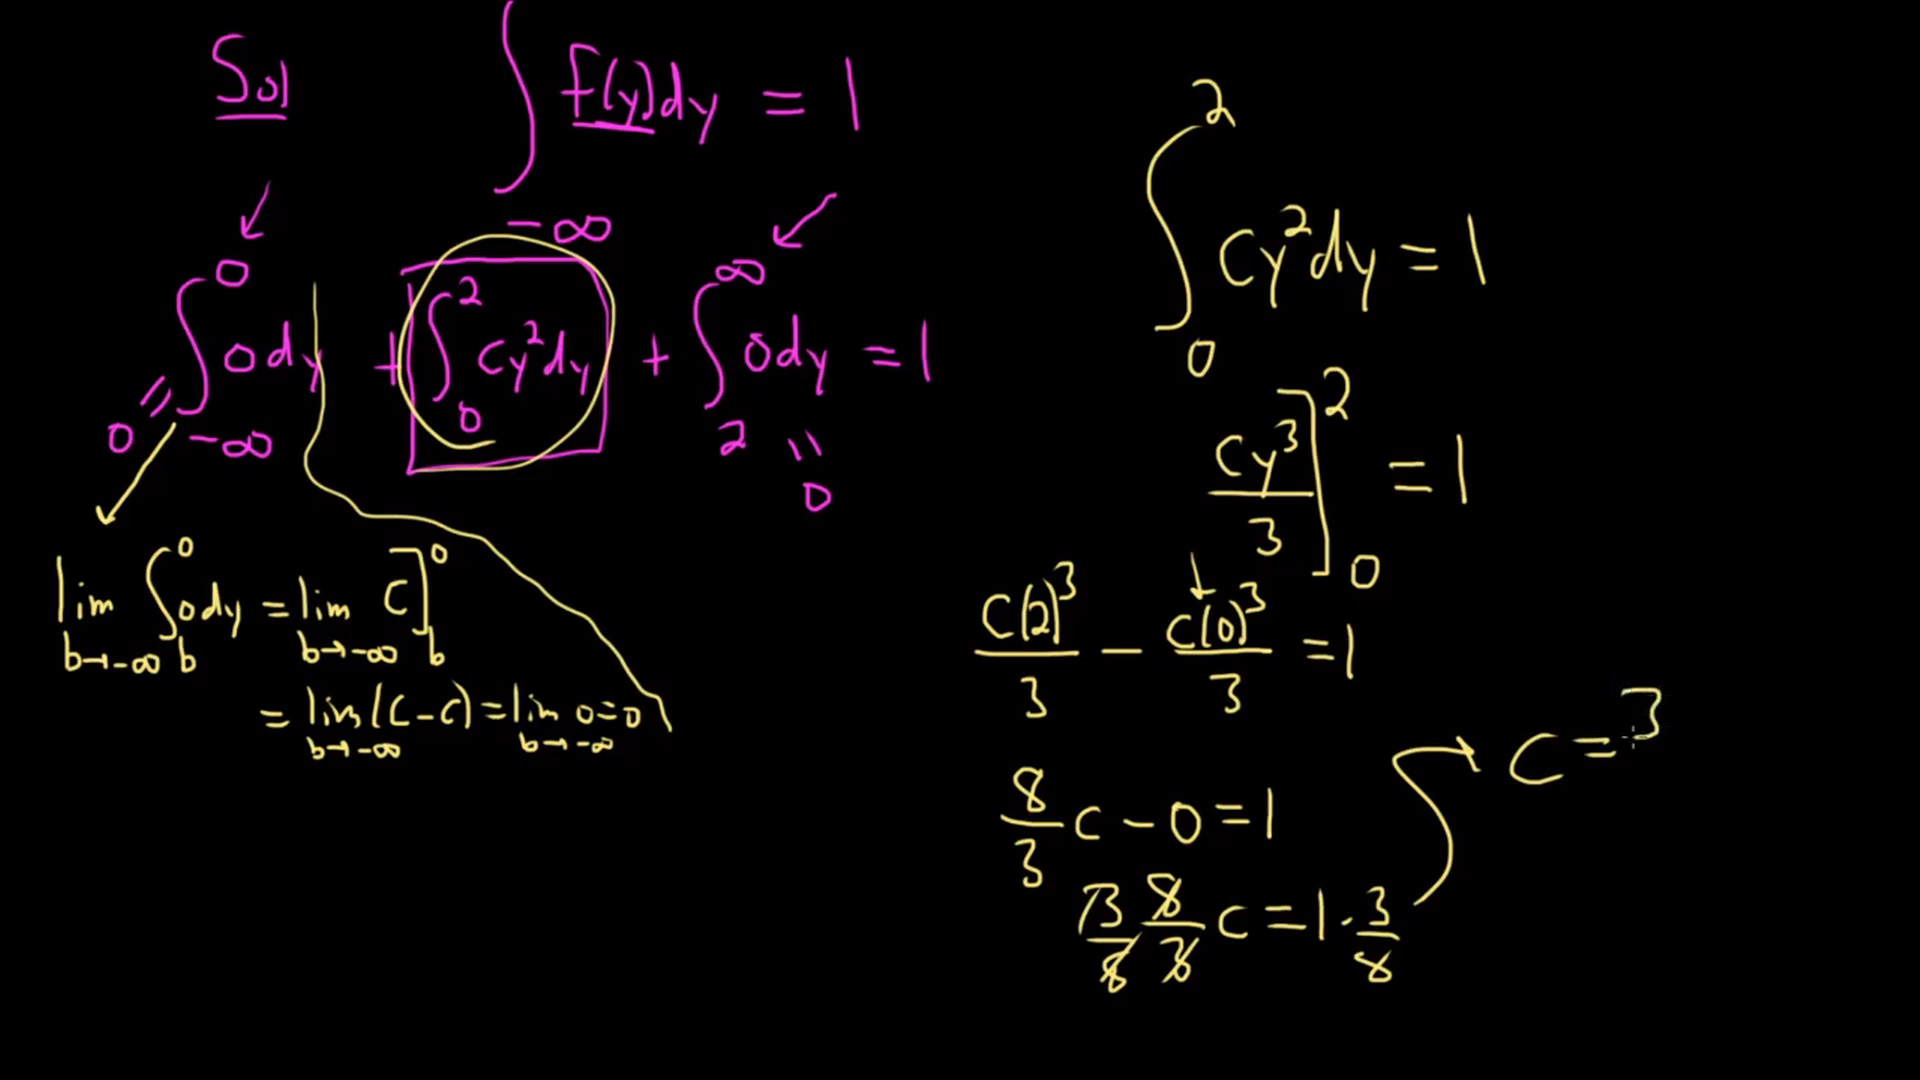 Sol
∫_{-∞} f(y)dy = 1
∫_{-∞}^{0} 0dy + ∫_{0}^{2} Cy²dy + ∫_{2}^{∞} 0dy = 1
0 =
= 0
lim_{b→-∞} ∫_{b}^{0} 0dy = lim_{b→-∞} C]_{b}^{0}
= lim_{b→-∞} (C-C) = lim_{b→-∞} 0 = 0
∫_{0}^{2} Cy²dy = 1
Cy³/3 ]_{0}^{2} = 1
C(2)³/3 - C(0)³/3 = 1
8/3 C - 0 = 1
3/8 8/3 C = 1 · 3/8
C = 3